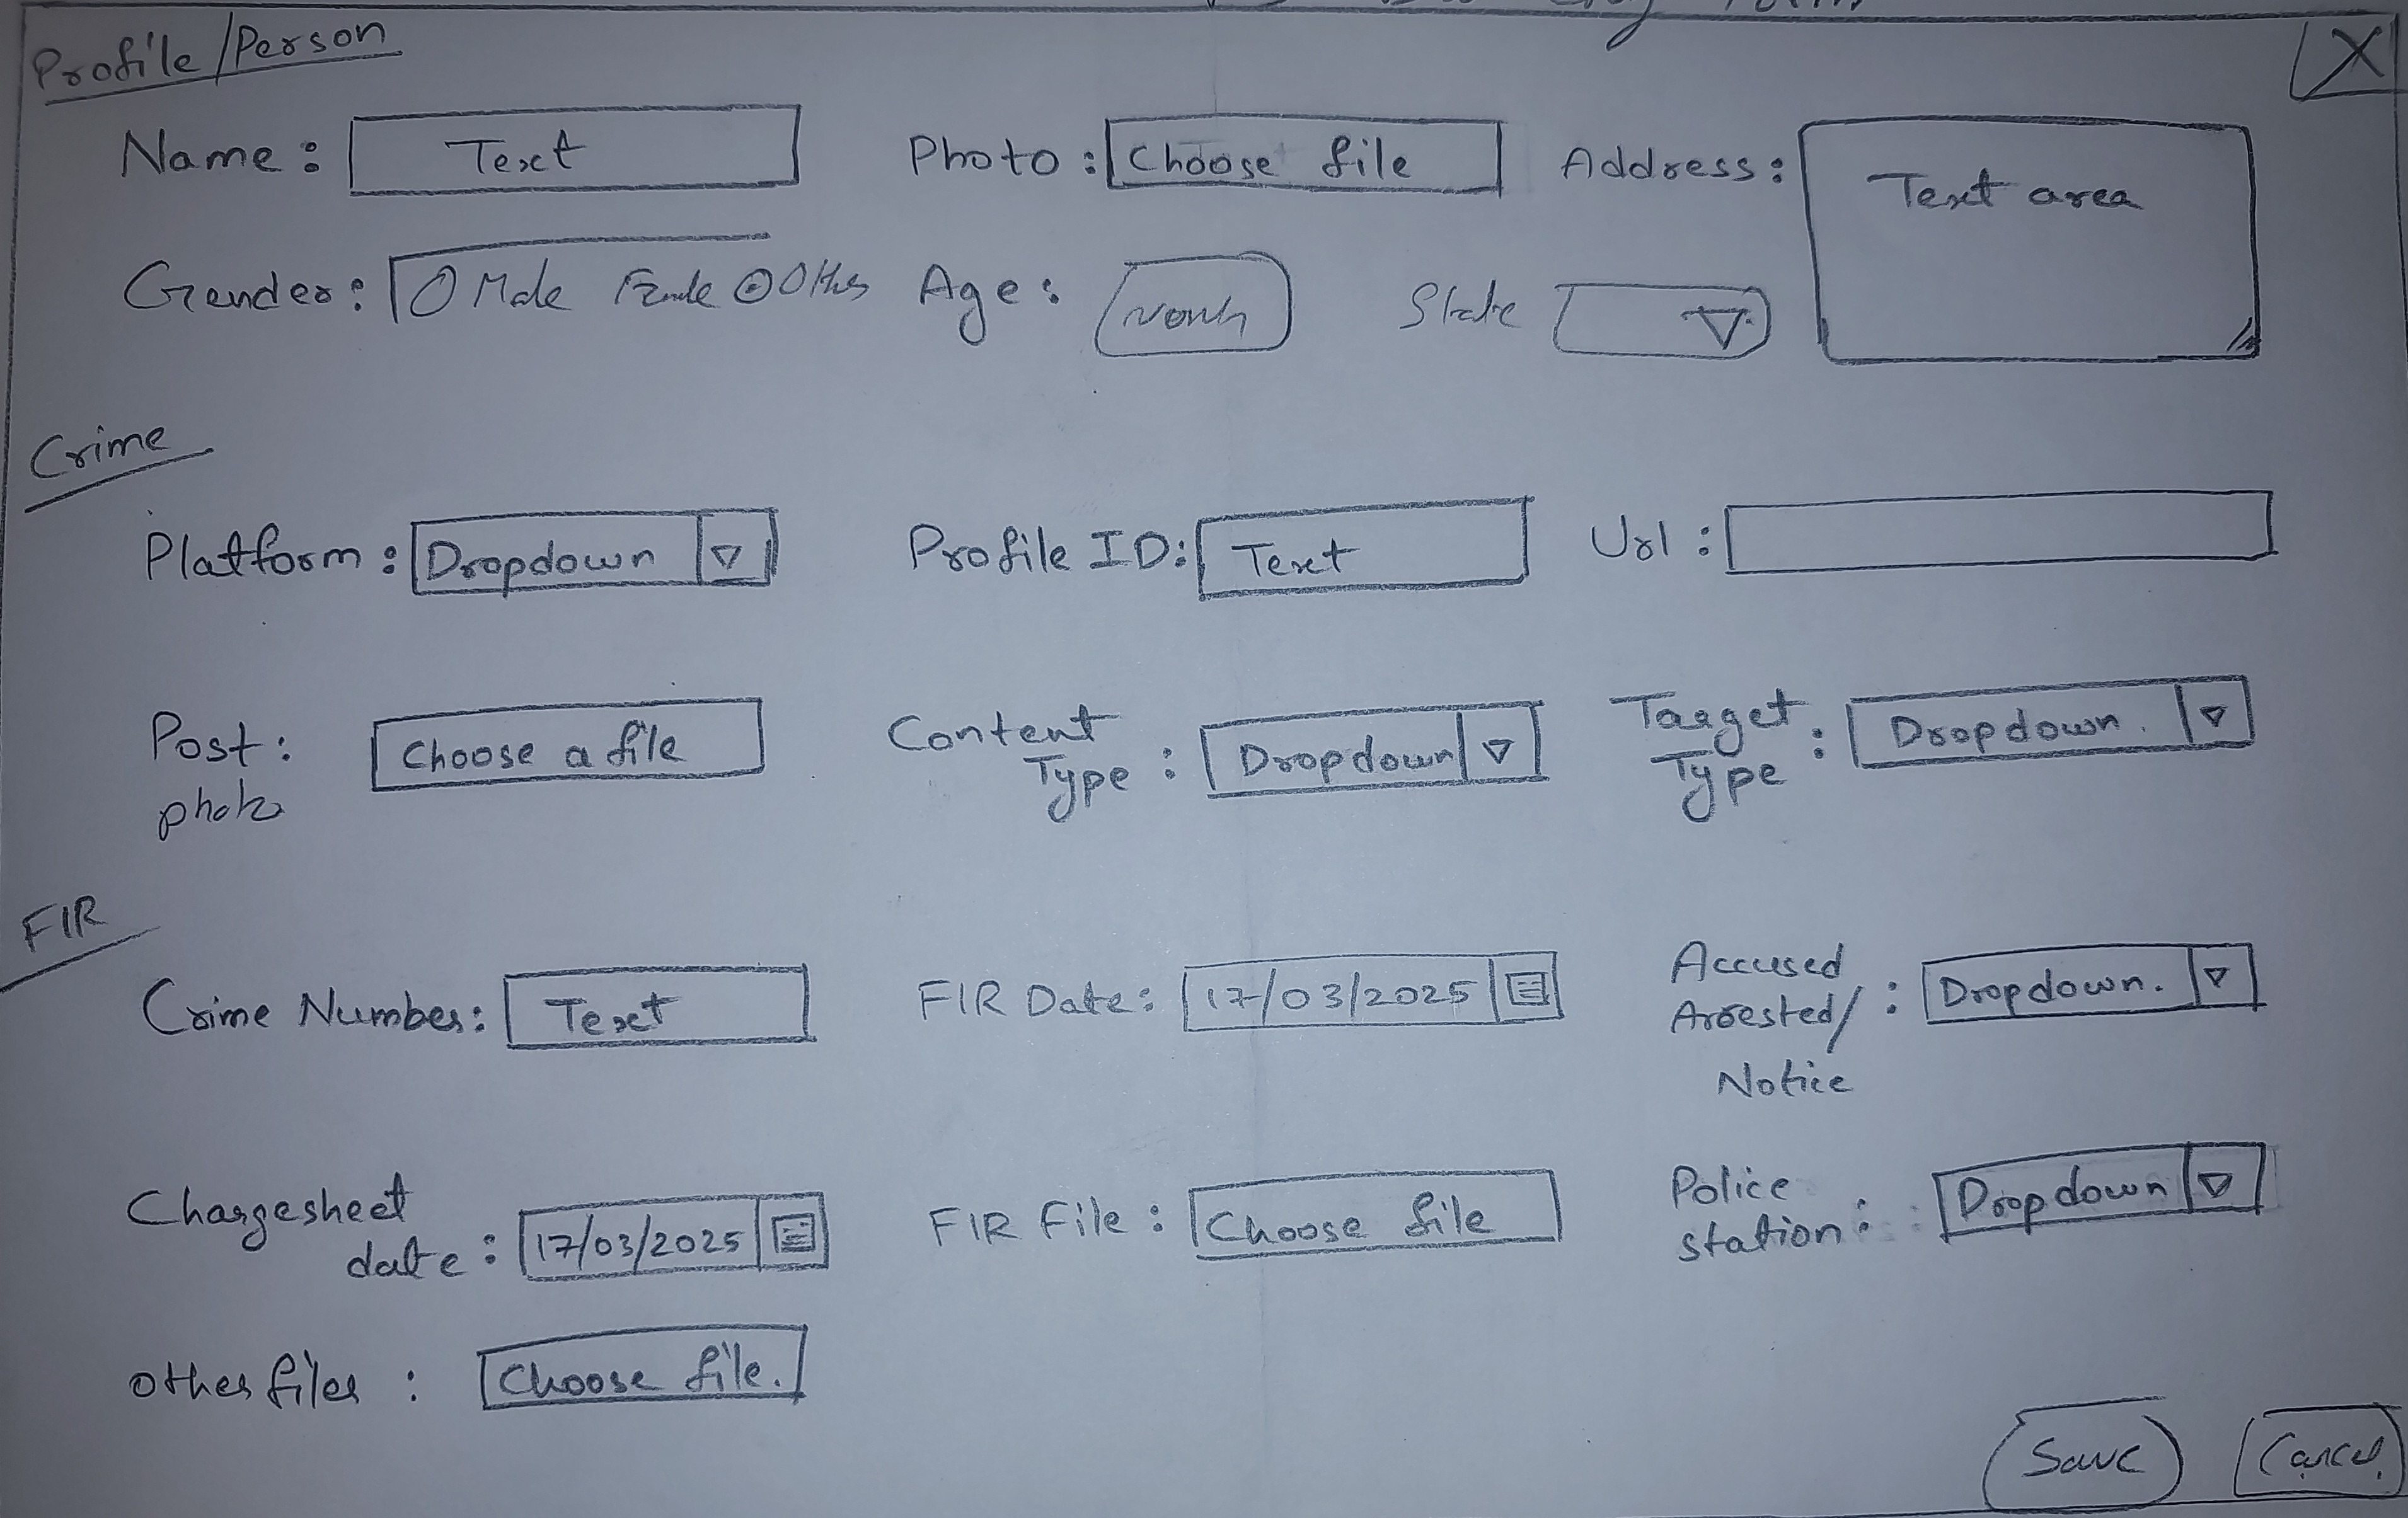 Form
Profile/Person
X
Name : Text
Photo : Choose file
Address : Text area
Gender : Male Female Other
Age :
State
Crime
Platform : Dropdown
Profile ID: Text
Url :
Post : photo Choose a file
Content Type : Dropdown
Target Type : Dropdown.
FIR
Crime Number: Text
FIR Date: 17/03/2025
Accused Arrested/ Notice : Dropdown.
Chargesheet date : 17/03/2025
FIR File : Choose file
Police station : Dropdown
other files : Choose file.
Save
Cancel